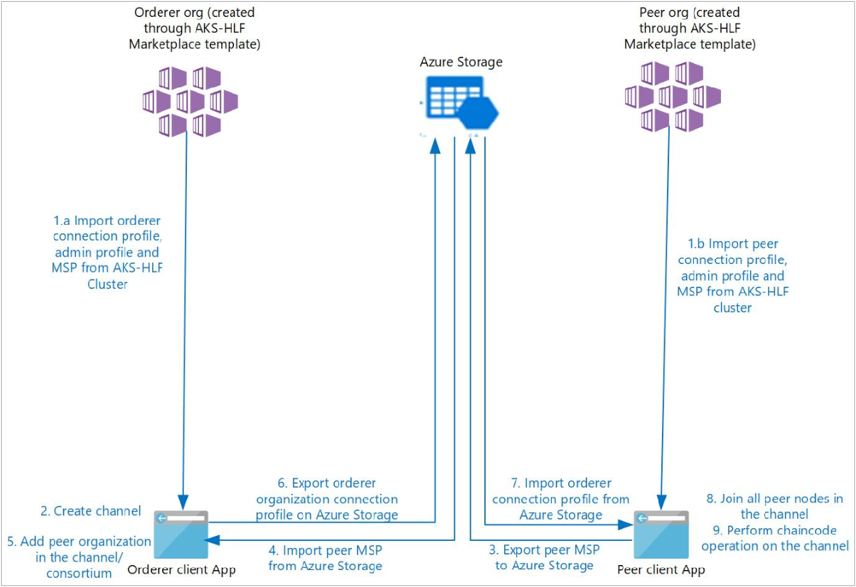 Orderer org (created
through AKS-HLF
Marketplace template)
Azure Storage
Peer org (created
through AKS-HLF
Marketplace template)
1.a Import orderer
connection profile,
admin profile and
MSP from AKS-HLF
Cluster
1.b Import peer
connection profile,
admin profile and
MSP from AKS-HLF
cluster
2. Create channel
5. Add peer organization
in the channel/
consortium
Orderer client App
6. Export orderer
organization connection
profile on Azure Storage
4. Import peer MSP
from Azure Storage
7. Import orderer
connection profile from
Azure Storage
3. Export peer MSP
to Azure Storage
Peer client App
8. Join all peer nodes in
the channel
9. Perform chaincode
operation on the channel